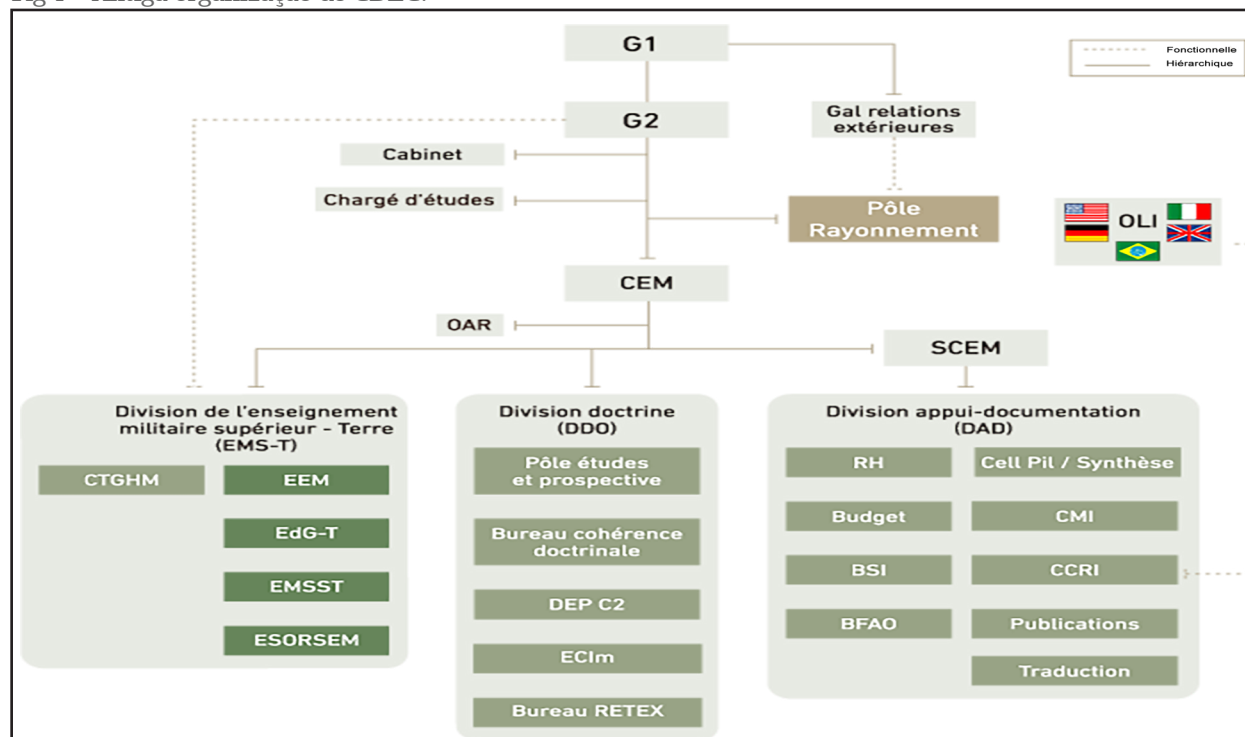 G1
Fonctionnelle
Hiérarchique
G2
Gal relations
extérieures
Cabinet
Chargé d'études
Pôle
Rayonnement
OLI
CEM
OAR
SCEM
Division de l'enseignement
militaire supérieur - Terre
(EMS-T)
CTGHM
EEM
EdG-T
EMSST
ESORSEM
Division doctrine
(DDO)
Pôle études
et prospective
Bureau cohérence
doctrinale
DEP C2
ECIm
Bureau RETEX
Division appui-documentation
(DAD)
RH
Cell Pil / Synthèse
Budget
CMI
BSI
CCRI
BFAO
Publications
Traduction